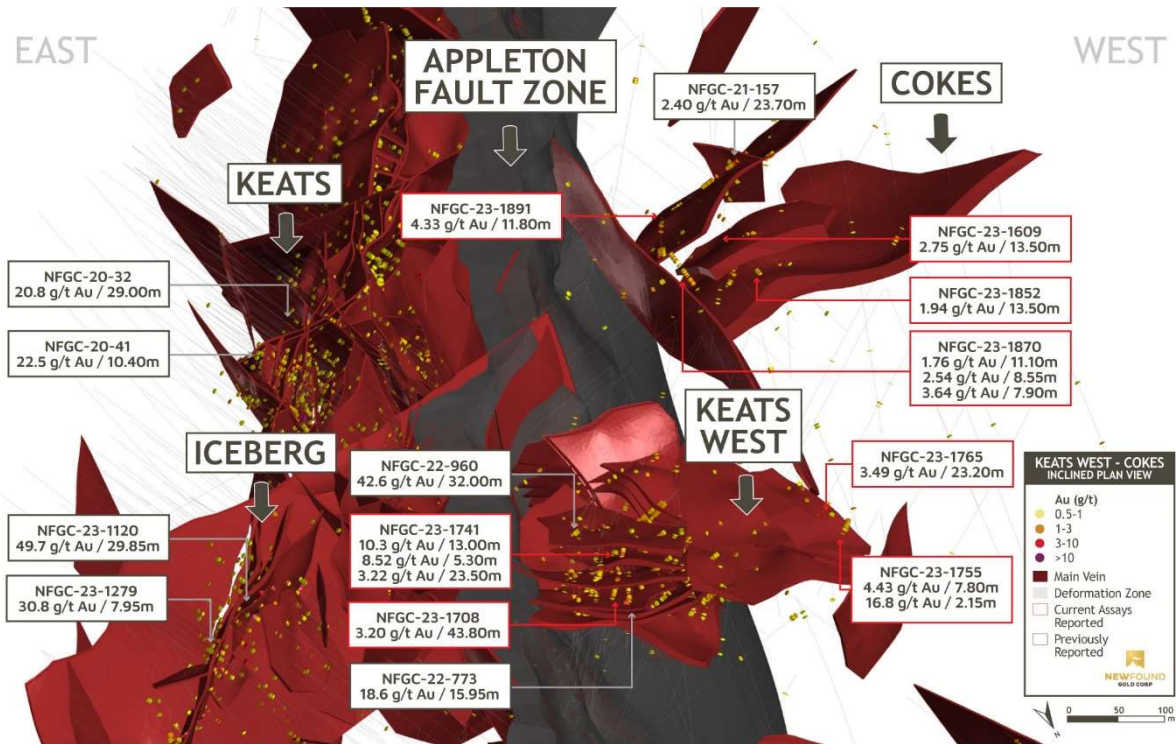 EAST
WEST
APPLETON
FAULT ZONE
COKES
KEATS
NFGC-21-157
2.40 g/t Au / 23.70m
NFGC-23-1891
4.33 g/t Au / 11.80m
NFGC-23-1609
2.75 g/t Au / 13.50m
NFGC-20-32
20.8 g/t Au / 29.00m
NFGC-23-1852
1.94 g/t Au / 13.50m
NFGC-20-41
22.5 g/t Au / 10.40m
NFGC-23-1870
1.76 g/t Au / 11.10m
2.54 g/t Au / 8.55m
3.64 g/t Au / 7.90m
KEATS
WEST
ICEBERG
NFGC-22-960
42.6 g/t Au / 32.00m
NFGC-23-1765
3.49 g/t Au / 23.20m
NFGC-23-1120
49.7 g/t Au / 29.85m
NFGC-23-1741
10.3 g/t Au / 13.00m
8.52 g/t Au / 5.30m
3.22 g/t Au / 23.50m
NFGC-23-1279
30.8 g/t Au / 7.95m
NFGC-23-1755
4.43 g/t Au / 7.80m
16.8 g/t Au / 2.15m
NFGC-23-1708
3.20 g/t Au / 43.80m
NFGC-22-773
18.6 g/t Au / 15.95m
KEATS WEST - COKES
INCLINED PLAN VIEW
Au (g/t)
0.5-1
1-3
3-10
>10
Main Vein
Deformation Zone
Current Assays
Reported
Previously
Reported
NEWFOUND
GOLD CORP
N
0 50 100
m